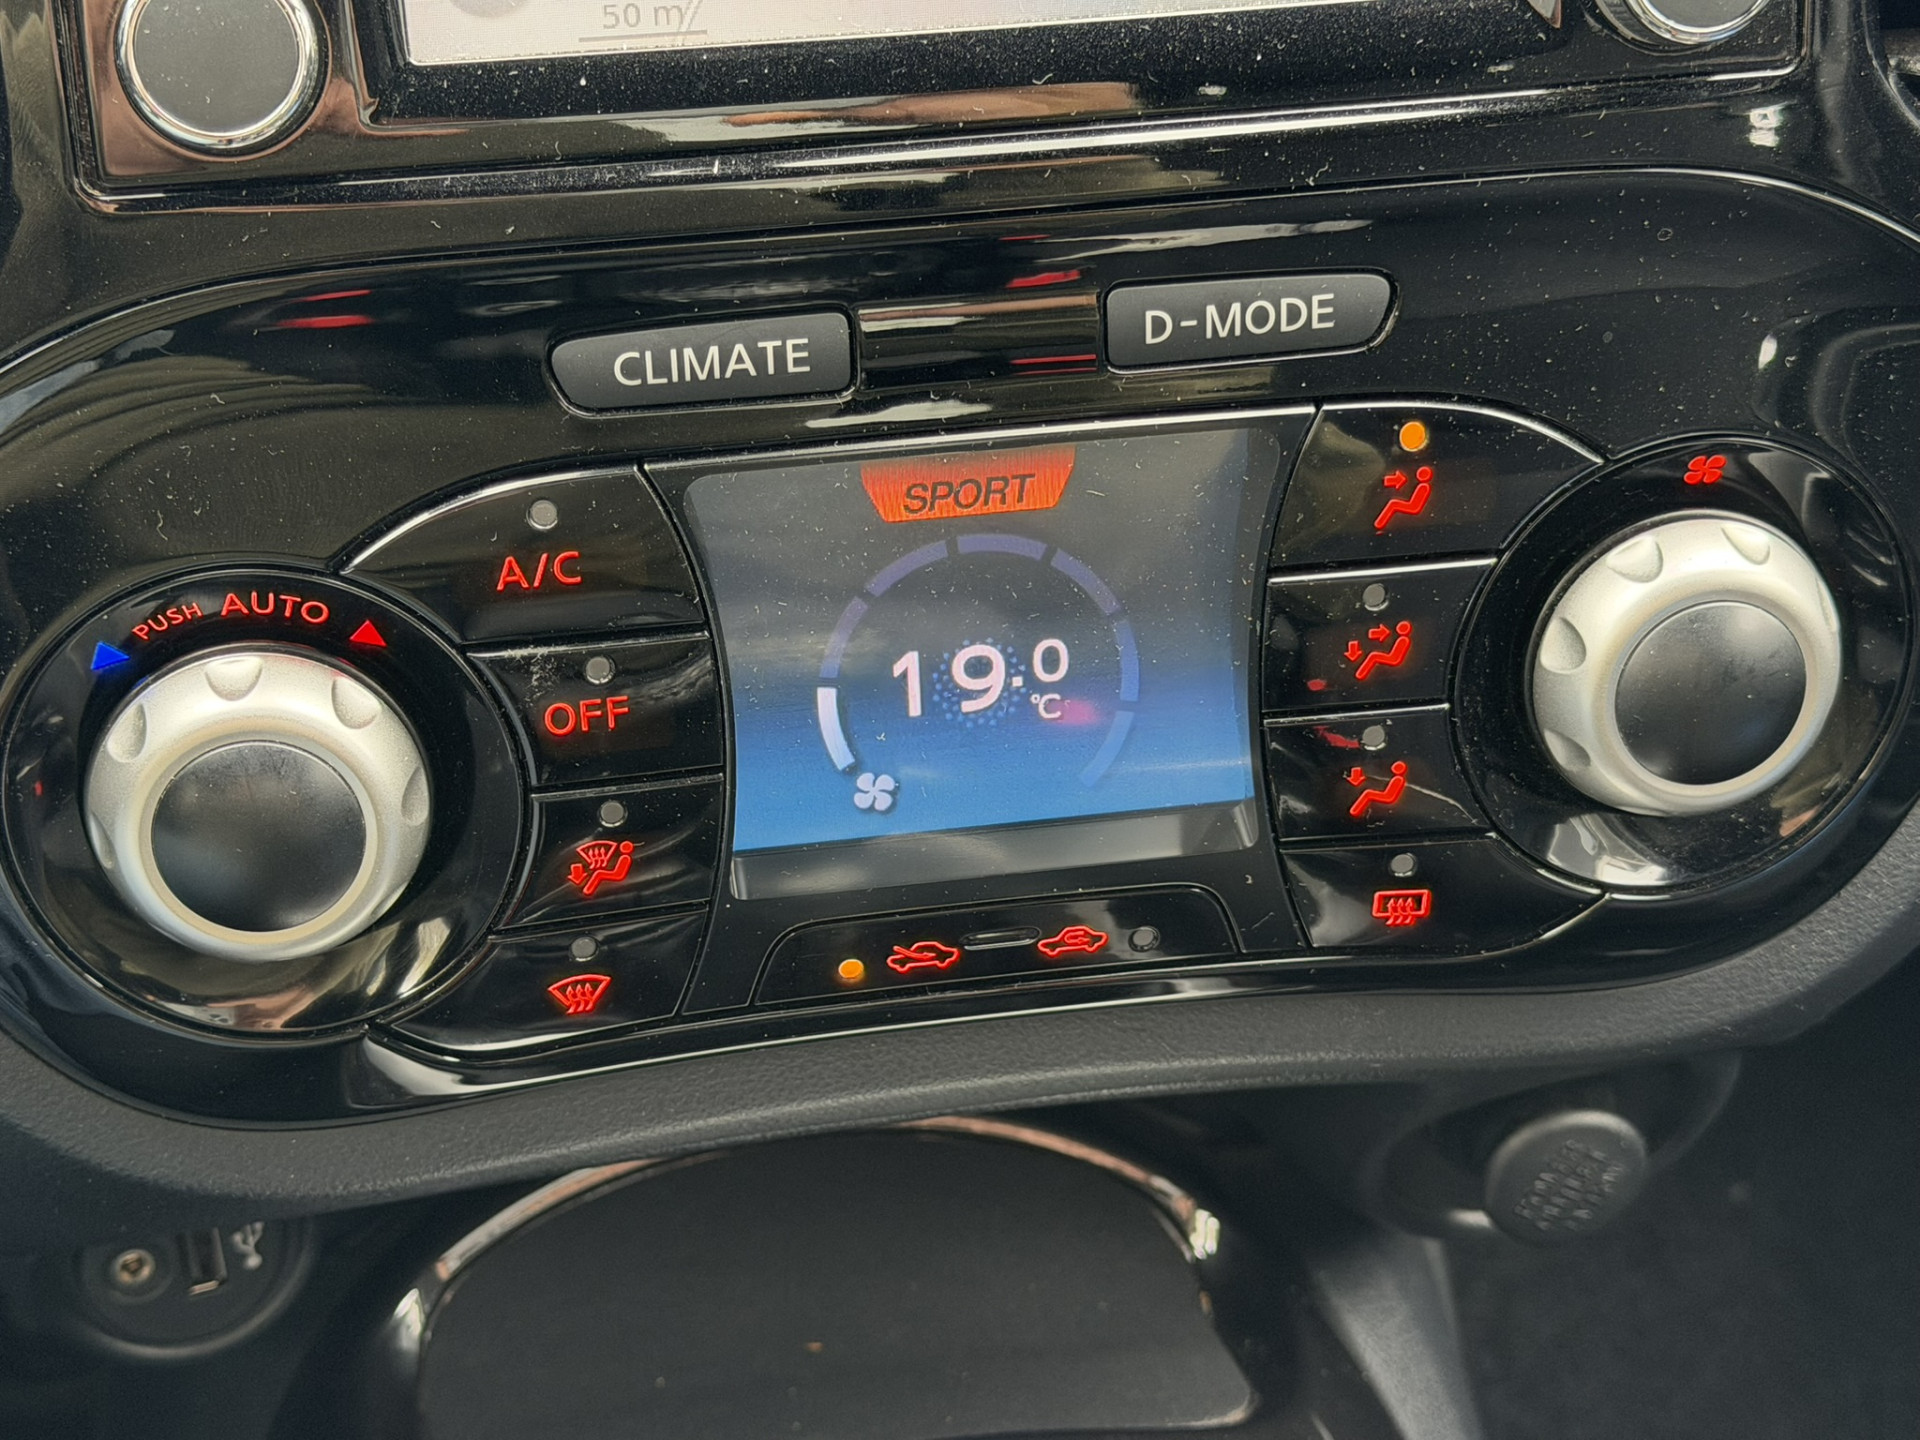 50 m
CLIMATE
D-MODE
SPORT
A/C
PUSH AUTO
19.0
°C
OFF